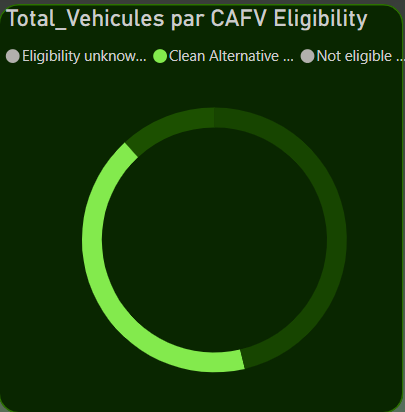 Total_Vehicules par CAFV Eligibility
Eligibility unknow... Clean Alternative ... Not eligible ...